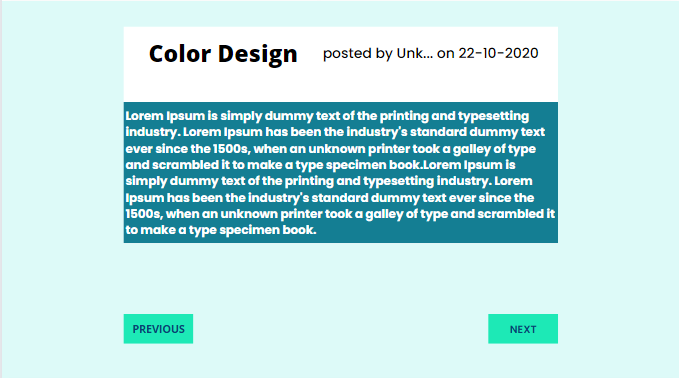 Color Design posted by Unk... on 22-10-2020
Lorem Ipsum is simply dummy text of the printing and typesetting
industry. Lorem Ipsum has been the industry's standard dummy text
ever since the 1500s, when an unknown printer took a galley of type
and scrambled it to make a type specimen book.Lorem Ipsum is
simply dummy text of the printing and typesetting industry. Lorem
Ipsum has been the industry's standard dummy text ever since the
1500s, when an unknown printer took a galley of type and scrambled it
to make a type specimen book.
PREVIOUS NEXT